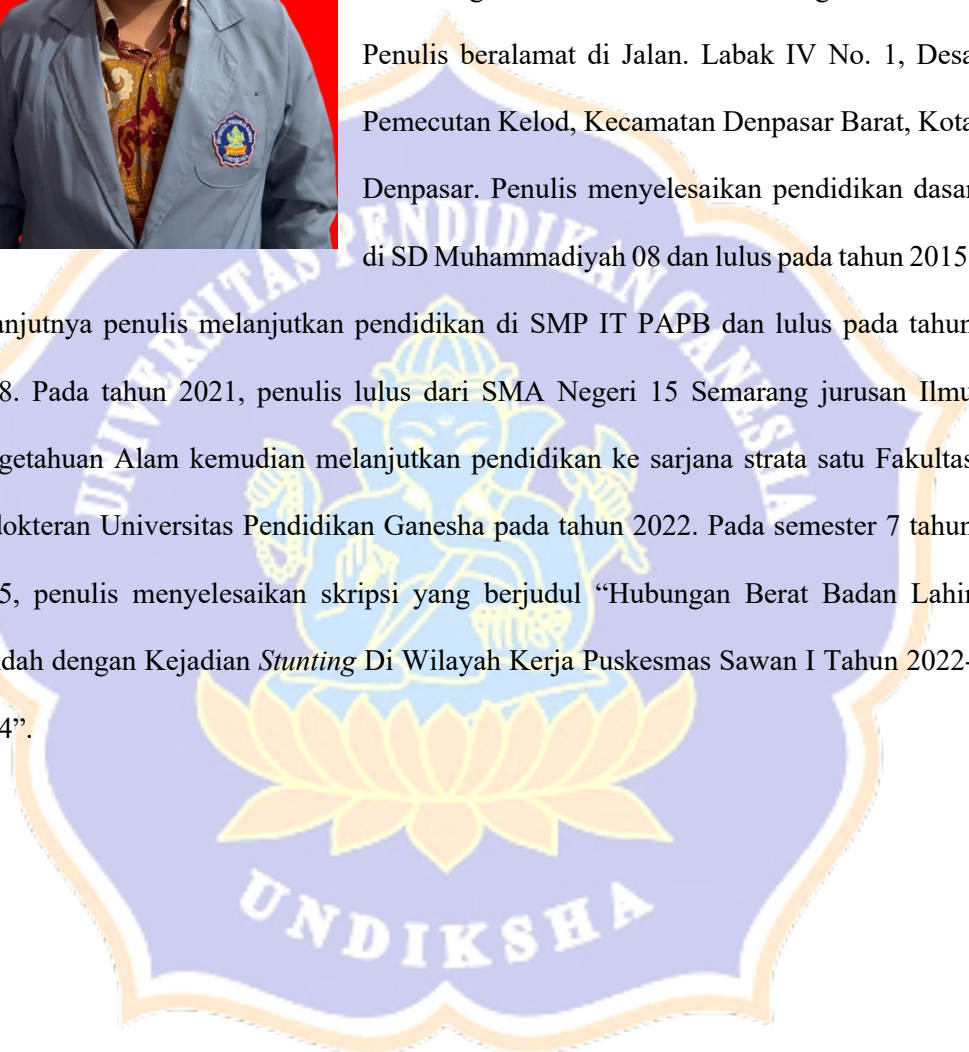 Penulis beralamat di Jalan. Labak IV No. 1, Desa
Pemecutan Kelod, Kecamatan Denpasar Barat, Kota
Denpasar. Penulis menyelesaikan pendidikan dasar
di SD Muhammadiyah 08 dan lulus pada tahun 2015
anjutnya penulis melanjutkan pendidikan di SMP IT PAPB dan lulus pada tahun
8. Pada tahun 2021, penulis lulus dari SMA Negeri 15 Semarang jurusan Ilmu
getahuan Alam kemudian melanjutkan pendidikan ke sarjana strata satu Fakultas
dokteran Universitas Pendidikan Ganesha pada tahun 2022. Pada semester 7 tahun
5, penulis menyelesaikan skripsi yang berjudul “Hubungan Berat Badan Lahir
ndah dengan Kejadian Stunting Di Wilayah Kerja Puskesmas Sawan I Tahun 2022-
4”.
UNIVERSITAS PENDIDIKAN GANESHA
UNDIKSHA